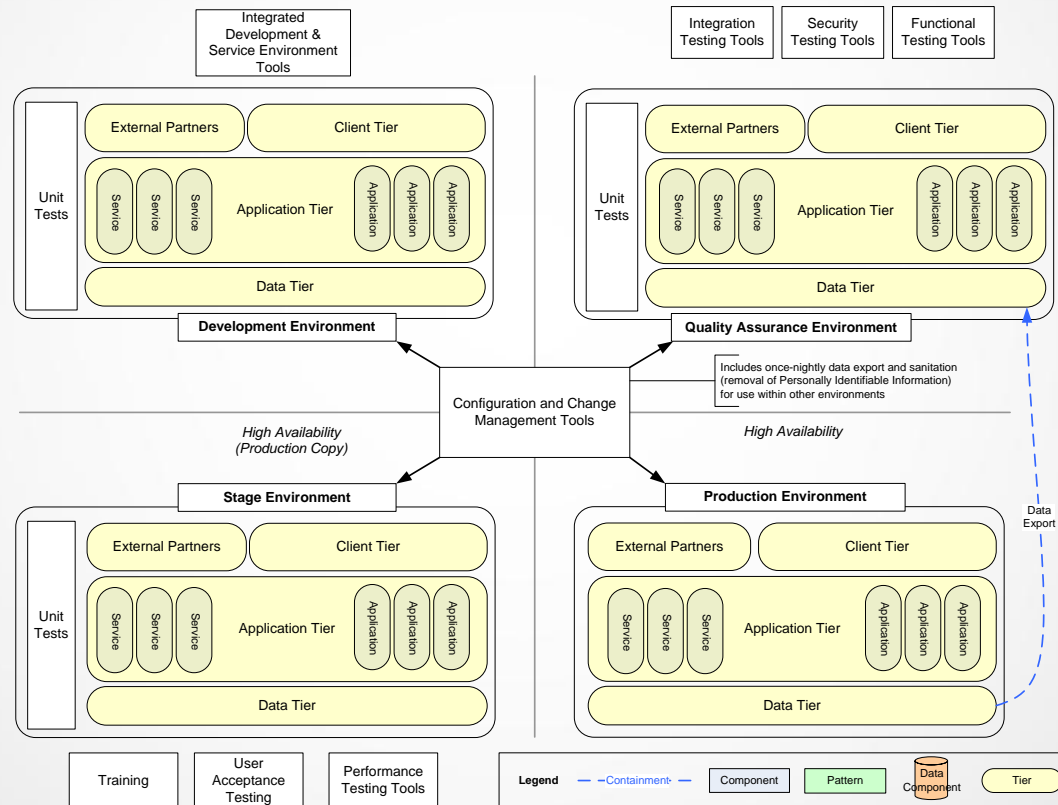 Integrated
Development &
Service Environment
Tools
Integration
Testing Tools
Security
Testing Tools
Functional
Testing Tools
Unit
Tests
External Partners
Client Tier
Service
Service
Service
Application Tier
Application
Application
Application
Data Tier
Development Environment
Unit
Tests
External Partners
Client Tier
Service
Service
Service
Application Tier
Application
Application
Application
Data Tier
Quality Assurance Environment
Configuration and Change
Management Tools
Includes once-nightly data export and sanitation
(removal of Personally Identifiable Information)
for use within other environments
High Availability
(Production Copy)
High Availability
Stage Environment
Unit
Tests
External Partners
Client Tier
Service
Service
Service
Application Tier
Application
Application
Application
Data Tier
Production Environment
External Partners
Client Tier
Service
Service
Service
Application Tier
Application
Application
Application
Data Tier
Data
Export
Training
User
Acceptance
Testing
Performance
Testing Tools
Legend
Containment
Component
Pattern
Data
Component
Tier